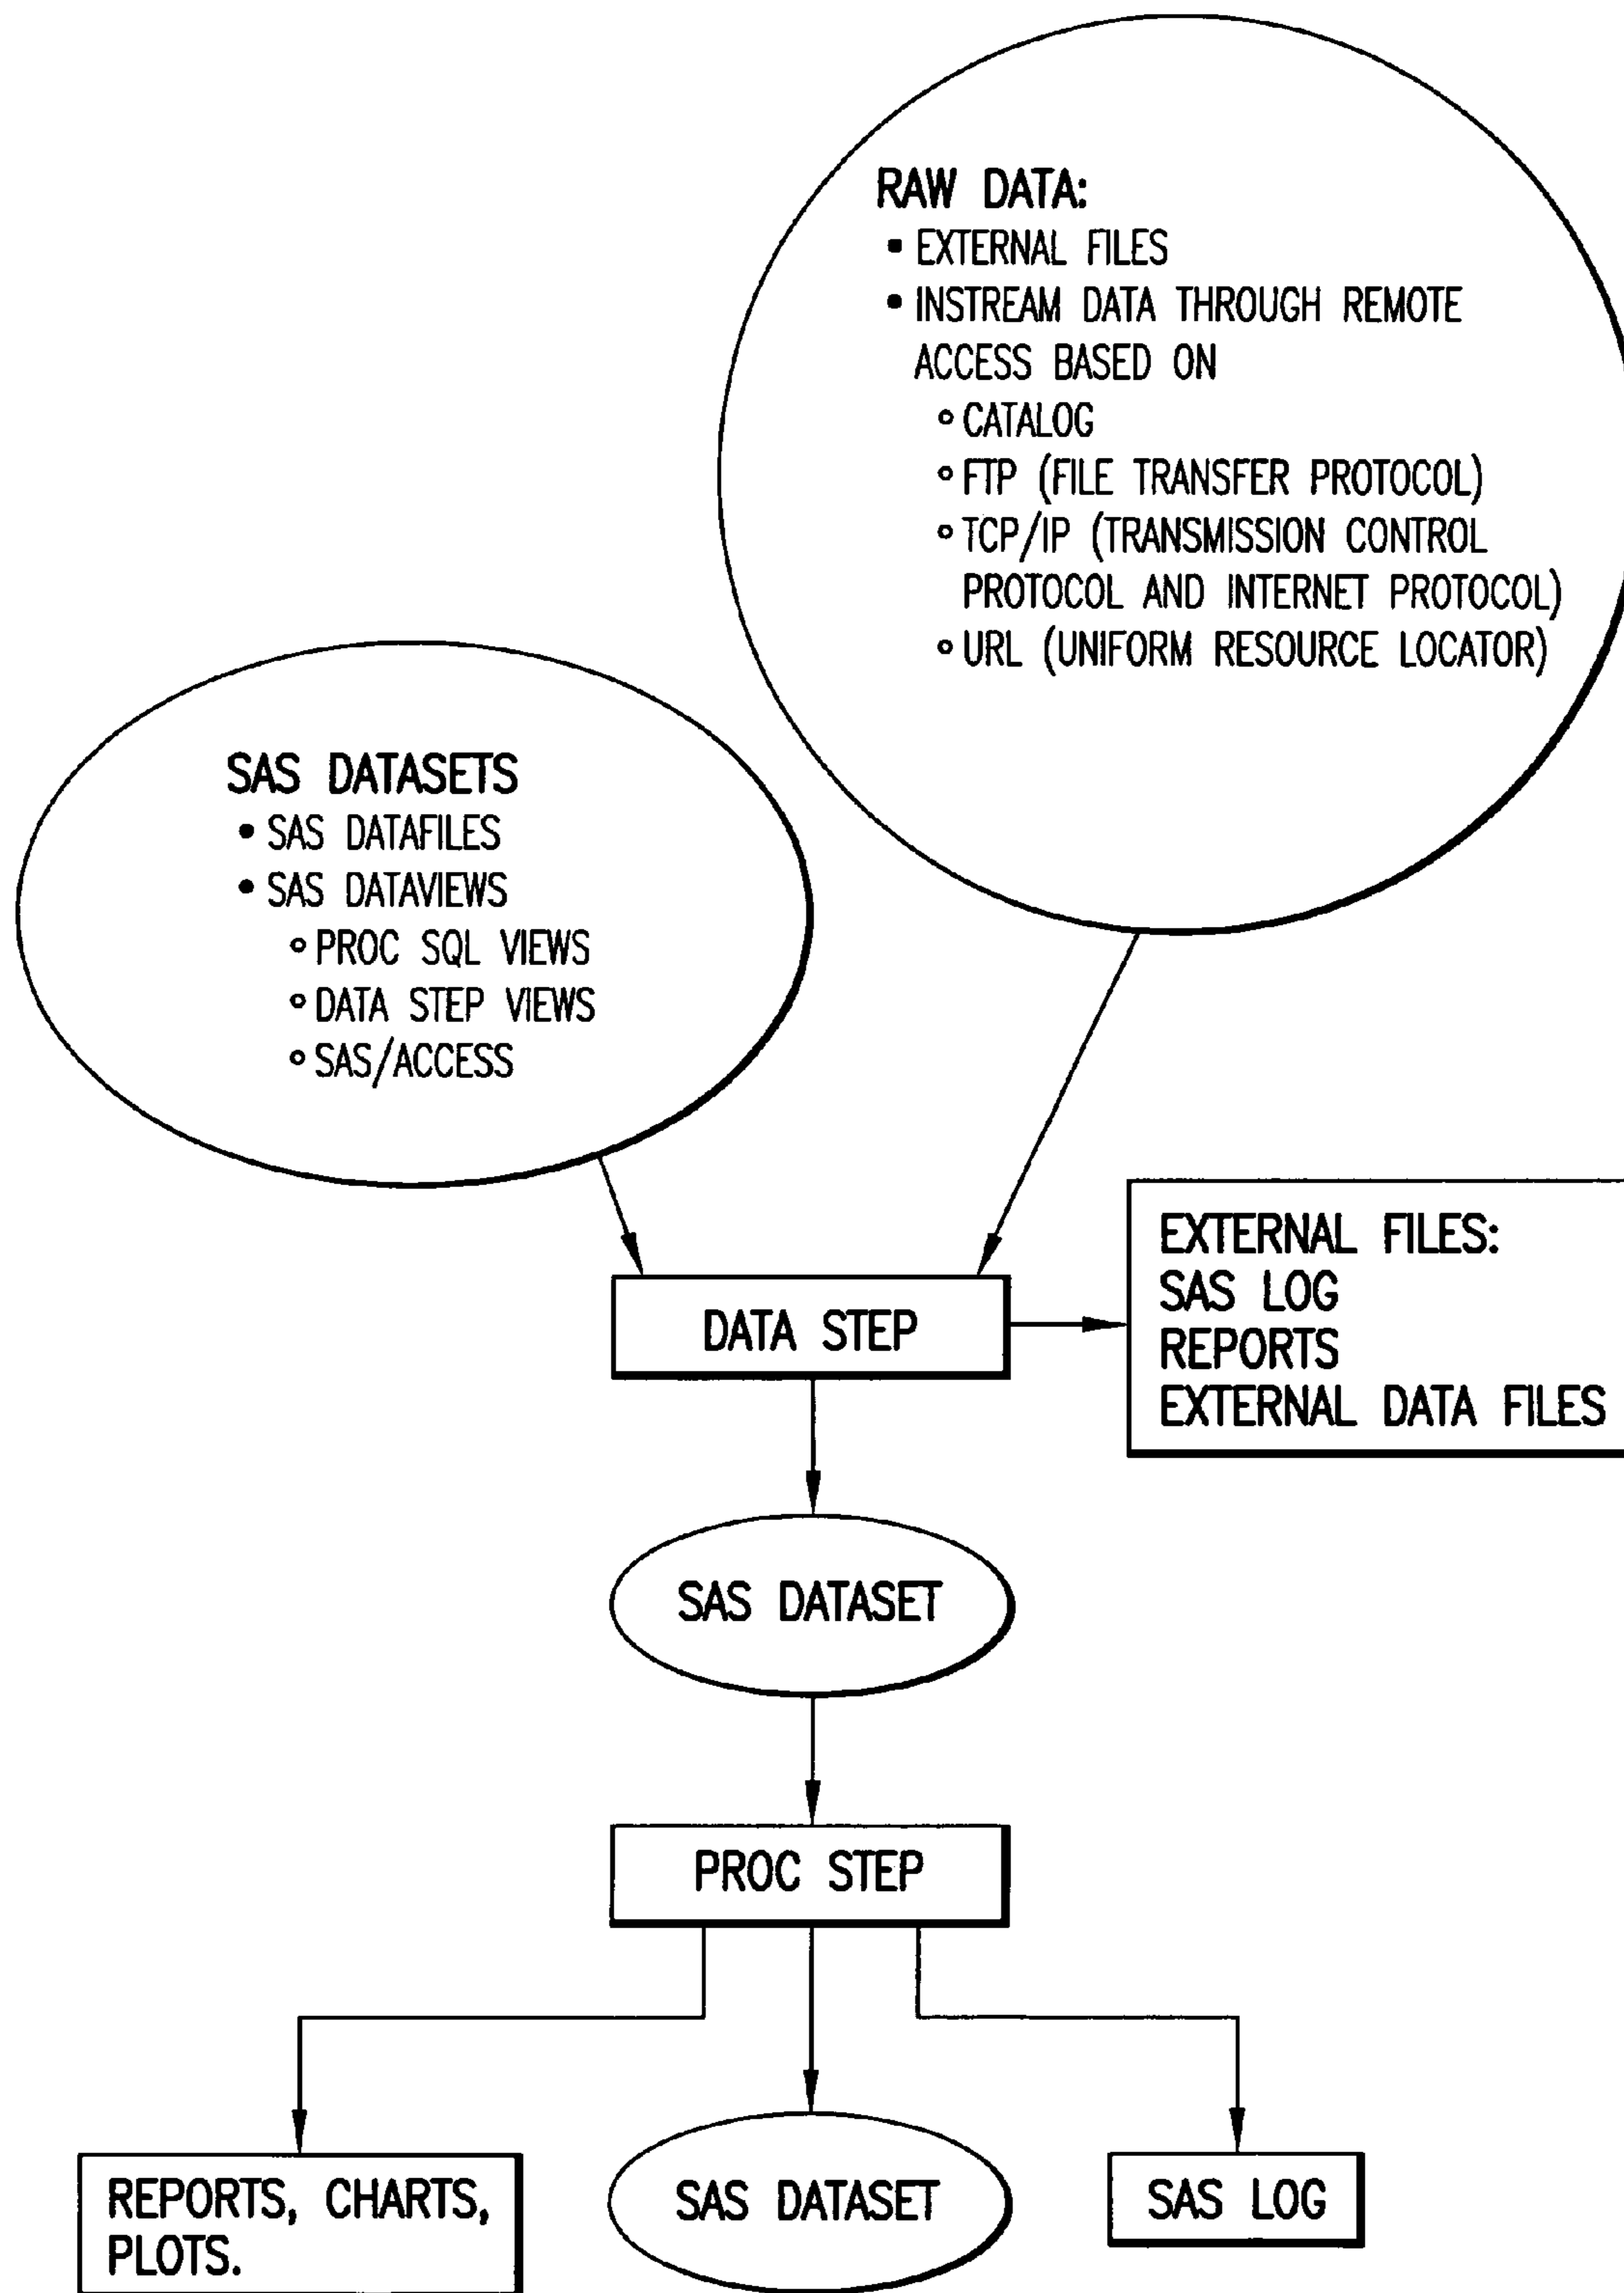 RAW DATA:
• EXTERNAL FILES
• INSTREAM DATA THROUGH REMOTE
ACCESS BASED ON
∘ CATALOG
∘ FTP (FILE TRANSFER PROTOCOL)
∘ TCP/IP (TRANSMISSION CONTROL
PROTOCOL AND INTERNET PROTOCOL)
∘ URL (UNIFORM RESOURCE LOCATOR)
SAS DATASETS
• SAS DATAFILES
• SAS DATAVIEWS
∘ PROC SQL VIEWS
∘ DATA STEP VIEWS
∘ SAS/ACCESS
EXTERNAL FILES:
SAS LOG
REPORTS
EXTERNAL DATA FILES
DATA STEP
SAS DATASET
PROC STEP
REPORTS, CHARTS,
PLOTS.
SAS DATASET
SAS LOG